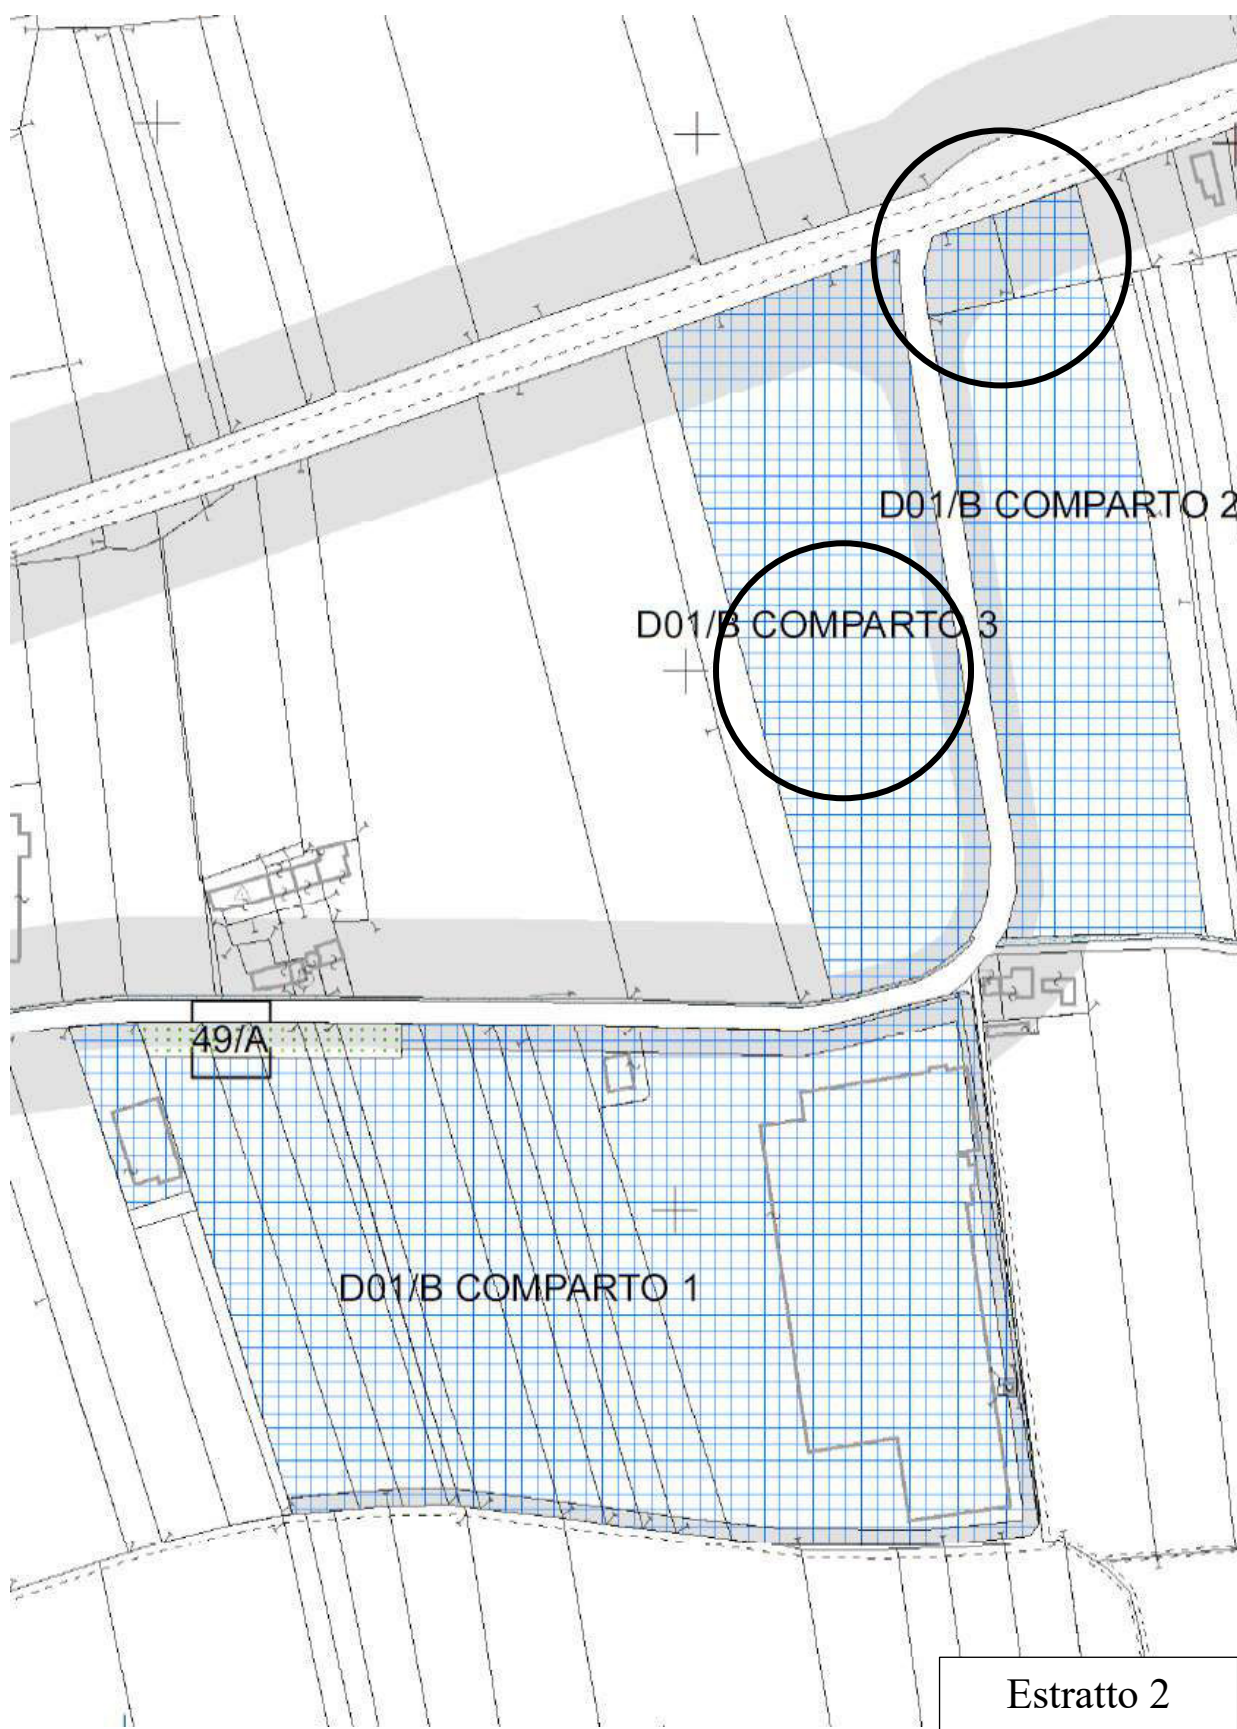 D01/B COMPARTO 2
D01/B COMPARTO 3
49/A
D01/B COMPARTO 1
Estratto 2